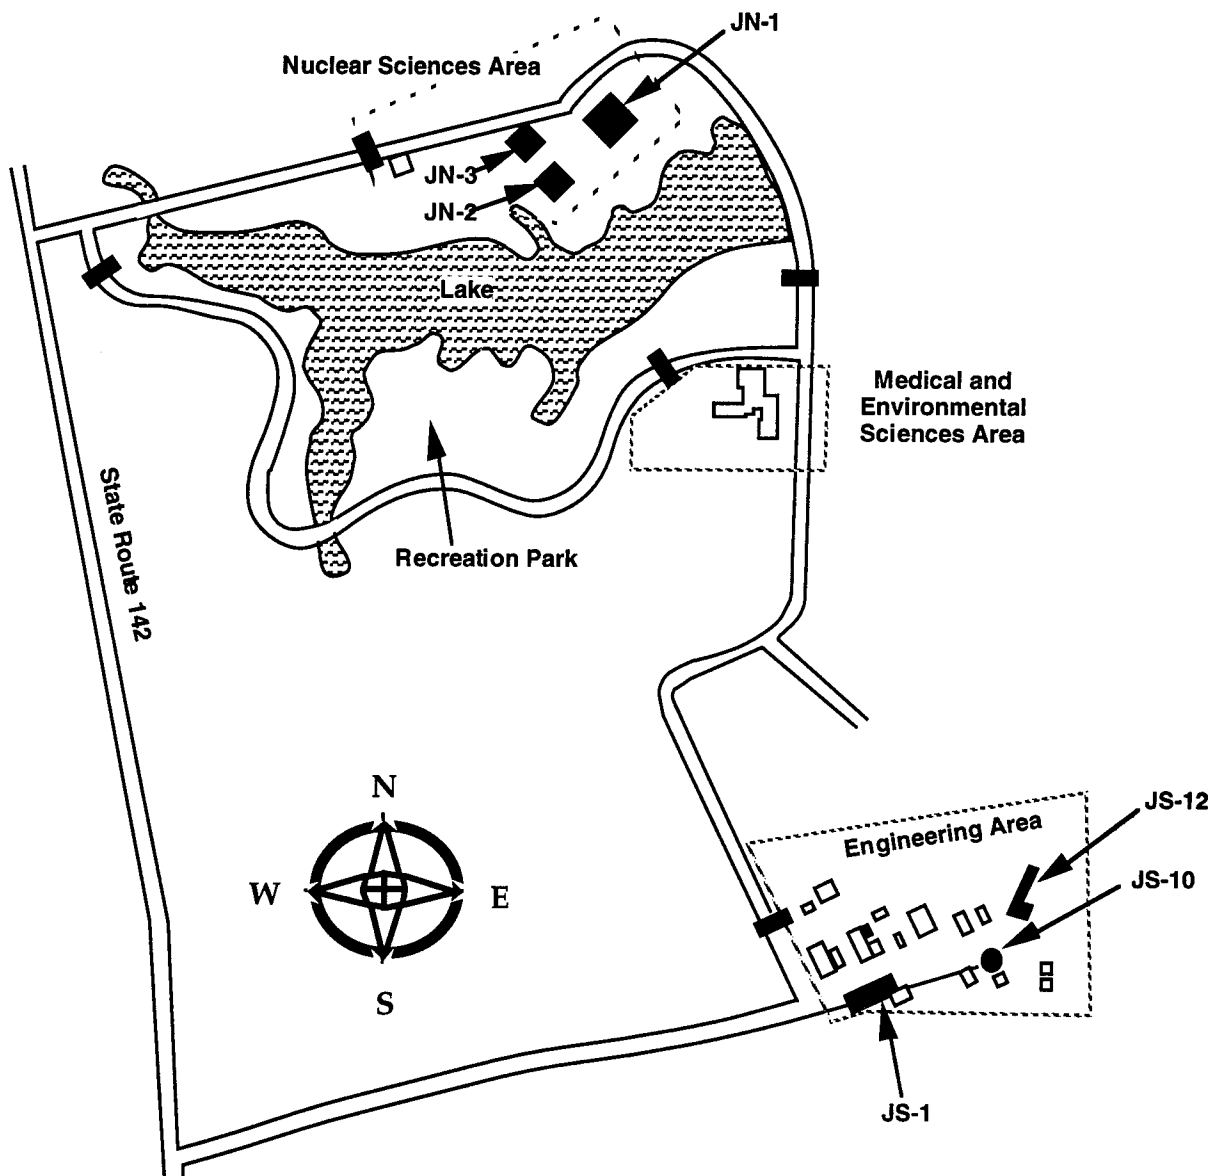 JN-1
Nuclear Sciences Area
JN-3
JN-2
Lake
Medical and
Environmental
Sciences Area
State Route 142
Recreation Park
N
W
E
S
JS-12
Engineering Area
JS-10
JS-1